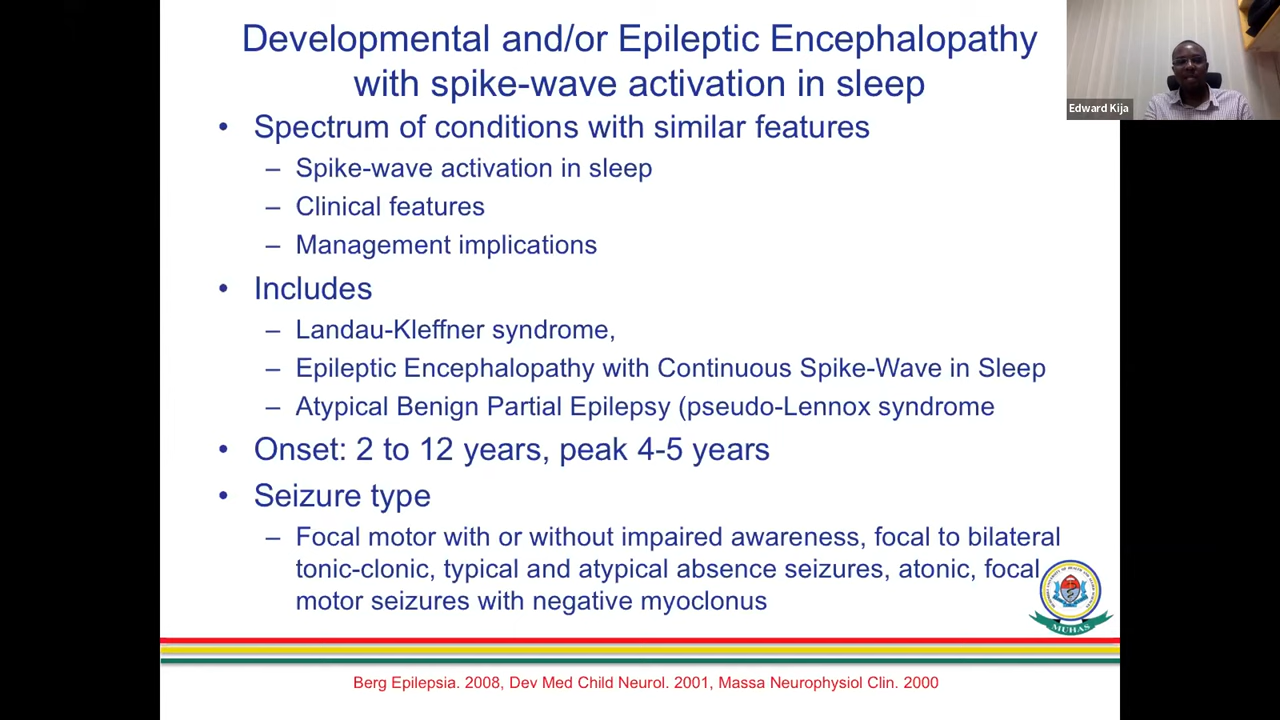 Developmental and/or Epileptic Encephalopathy
with spike-wave activation in sleep
Edward Kija
• Spectrum of conditions with similar features
– Spike-wave activation in sleep
– Clinical features
– Management implications
• Includes
– Landau-Kleffner syndrome,
– Epileptic Encephalopathy with Continuous Spike-Wave in Sleep
– Atypical Benign Partial Epilepsy (pseudo-Lennox syndrome
• Onset: 2 to 12 years, peak 4-5 years
• Seizure type
– Focal motor with or without impaired awareness, focal to bilateral
tonic-clonic, typical and atypical absence seizures, atonic, focal
motor seizures with negative myoclonus
MUHAS
Berg Epilepsia. 2008, Dev Med Child Neurol. 2001, Massa Neurophysiol Clin. 2000